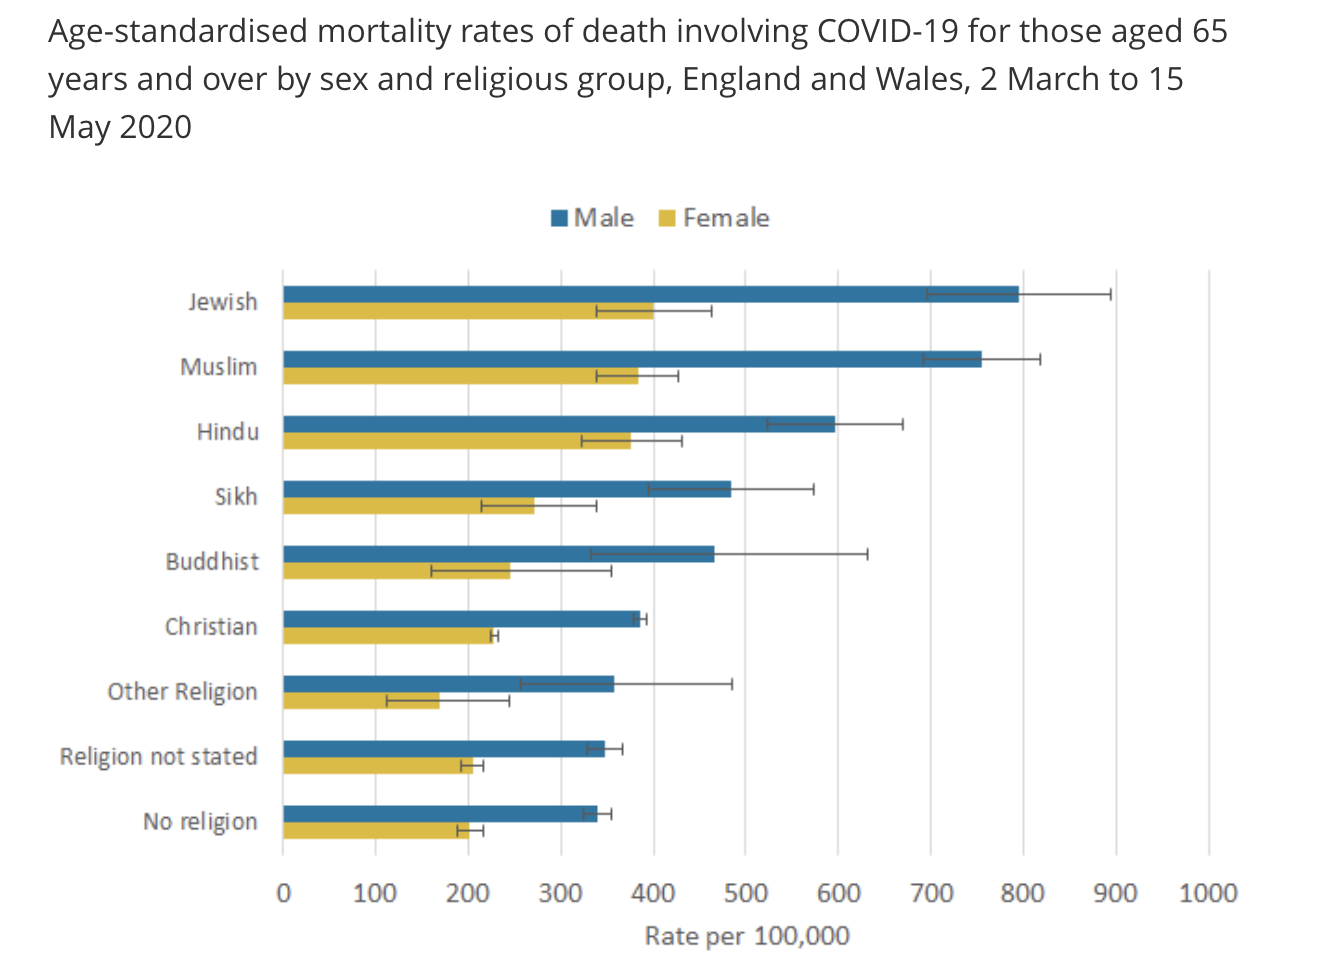 Age-standardised mortality rates of death involving COVID-19 for those aged 65
years and over by sex and religious group, England and Wales, 2 March to 15
May 2020
Male Female
Jewish
Muslim
Hindu
Sikh
Buddhist
Christian
Other Religion
Religion not stated
No religion
0 100 200 300 400 500 600 700 800 900 1000
Rate per 100,000